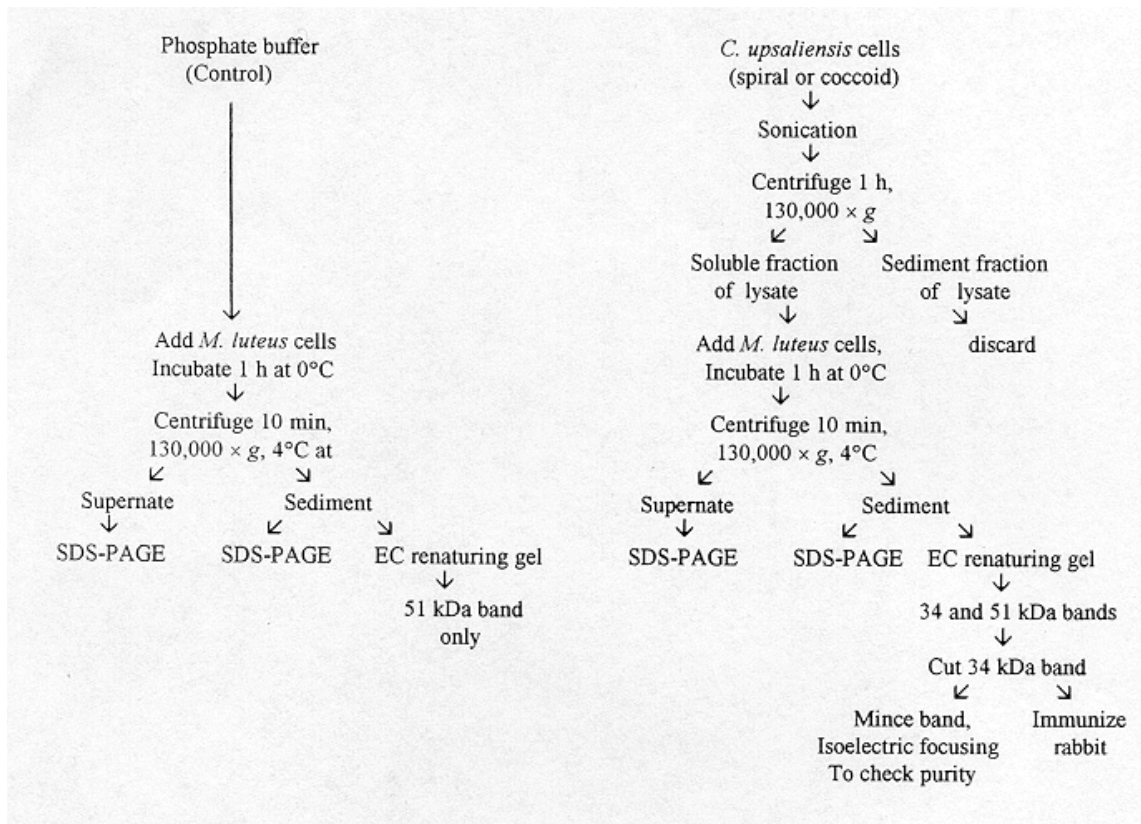 Phosphate buffer
(Control)
Add M. luteus cells
Incubate 1 h at 0°C
Centrifuge 10 min,
130,000 × g, 4°C at
Supernate
Sediment
SDS-PAGE
SDS-PAGE
EC renaturing gel
51 kDa band
only
C. upsaliensis cells
(spiral or coccoid)
Sonication
Centrifuge 1 h,
130,000 × g
Soluble fraction
of lysate
Sediment fraction
of lysate
discard
Add M. luteus cells,
Incubate 1 h at 0°C
Centrifuge 10 min,
130,000 × g, 4°C
Supernate
Sediment
SDS-PAGE
SDS-PAGE
EC renaturing gel
34 and 51 kDa bands
Cut 34 kDa band
Mince band,
Isoelectric focusing
To check purity
Immunize
rabbit